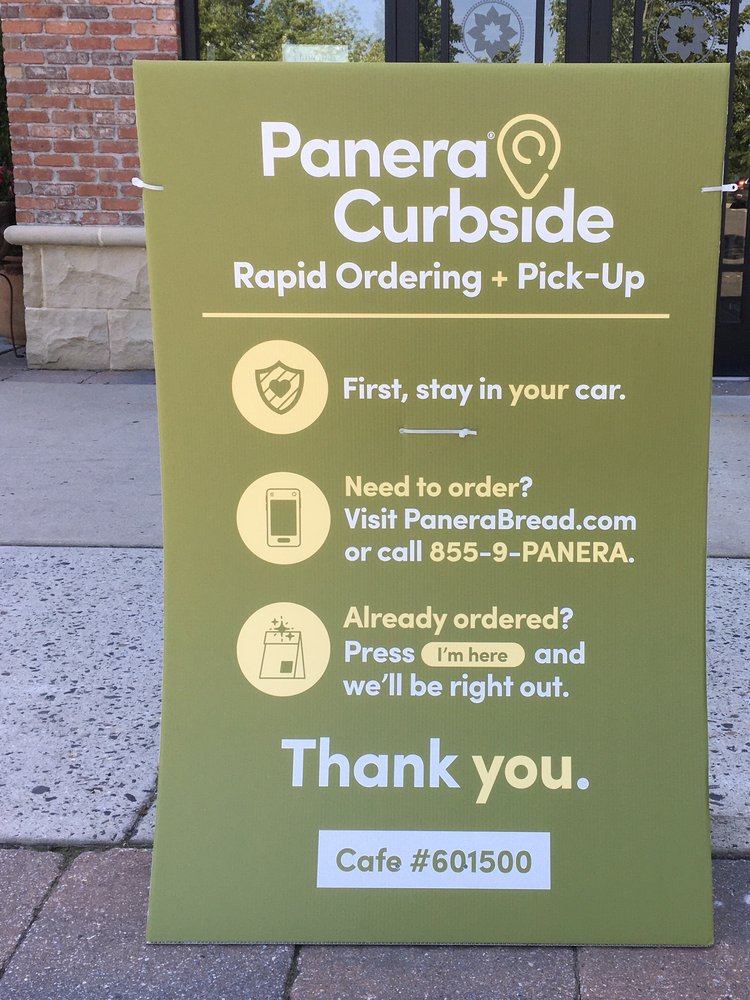 Panera®
Curbside
Rapid Ordering + Pick-Up
First, stay in your car.
Need to order?
Visit PaneraBread.com
or call 855-9-PANERA.
Already ordered?
Press I'm here and
we'll be right out.
Thank you.
Cafe #601500